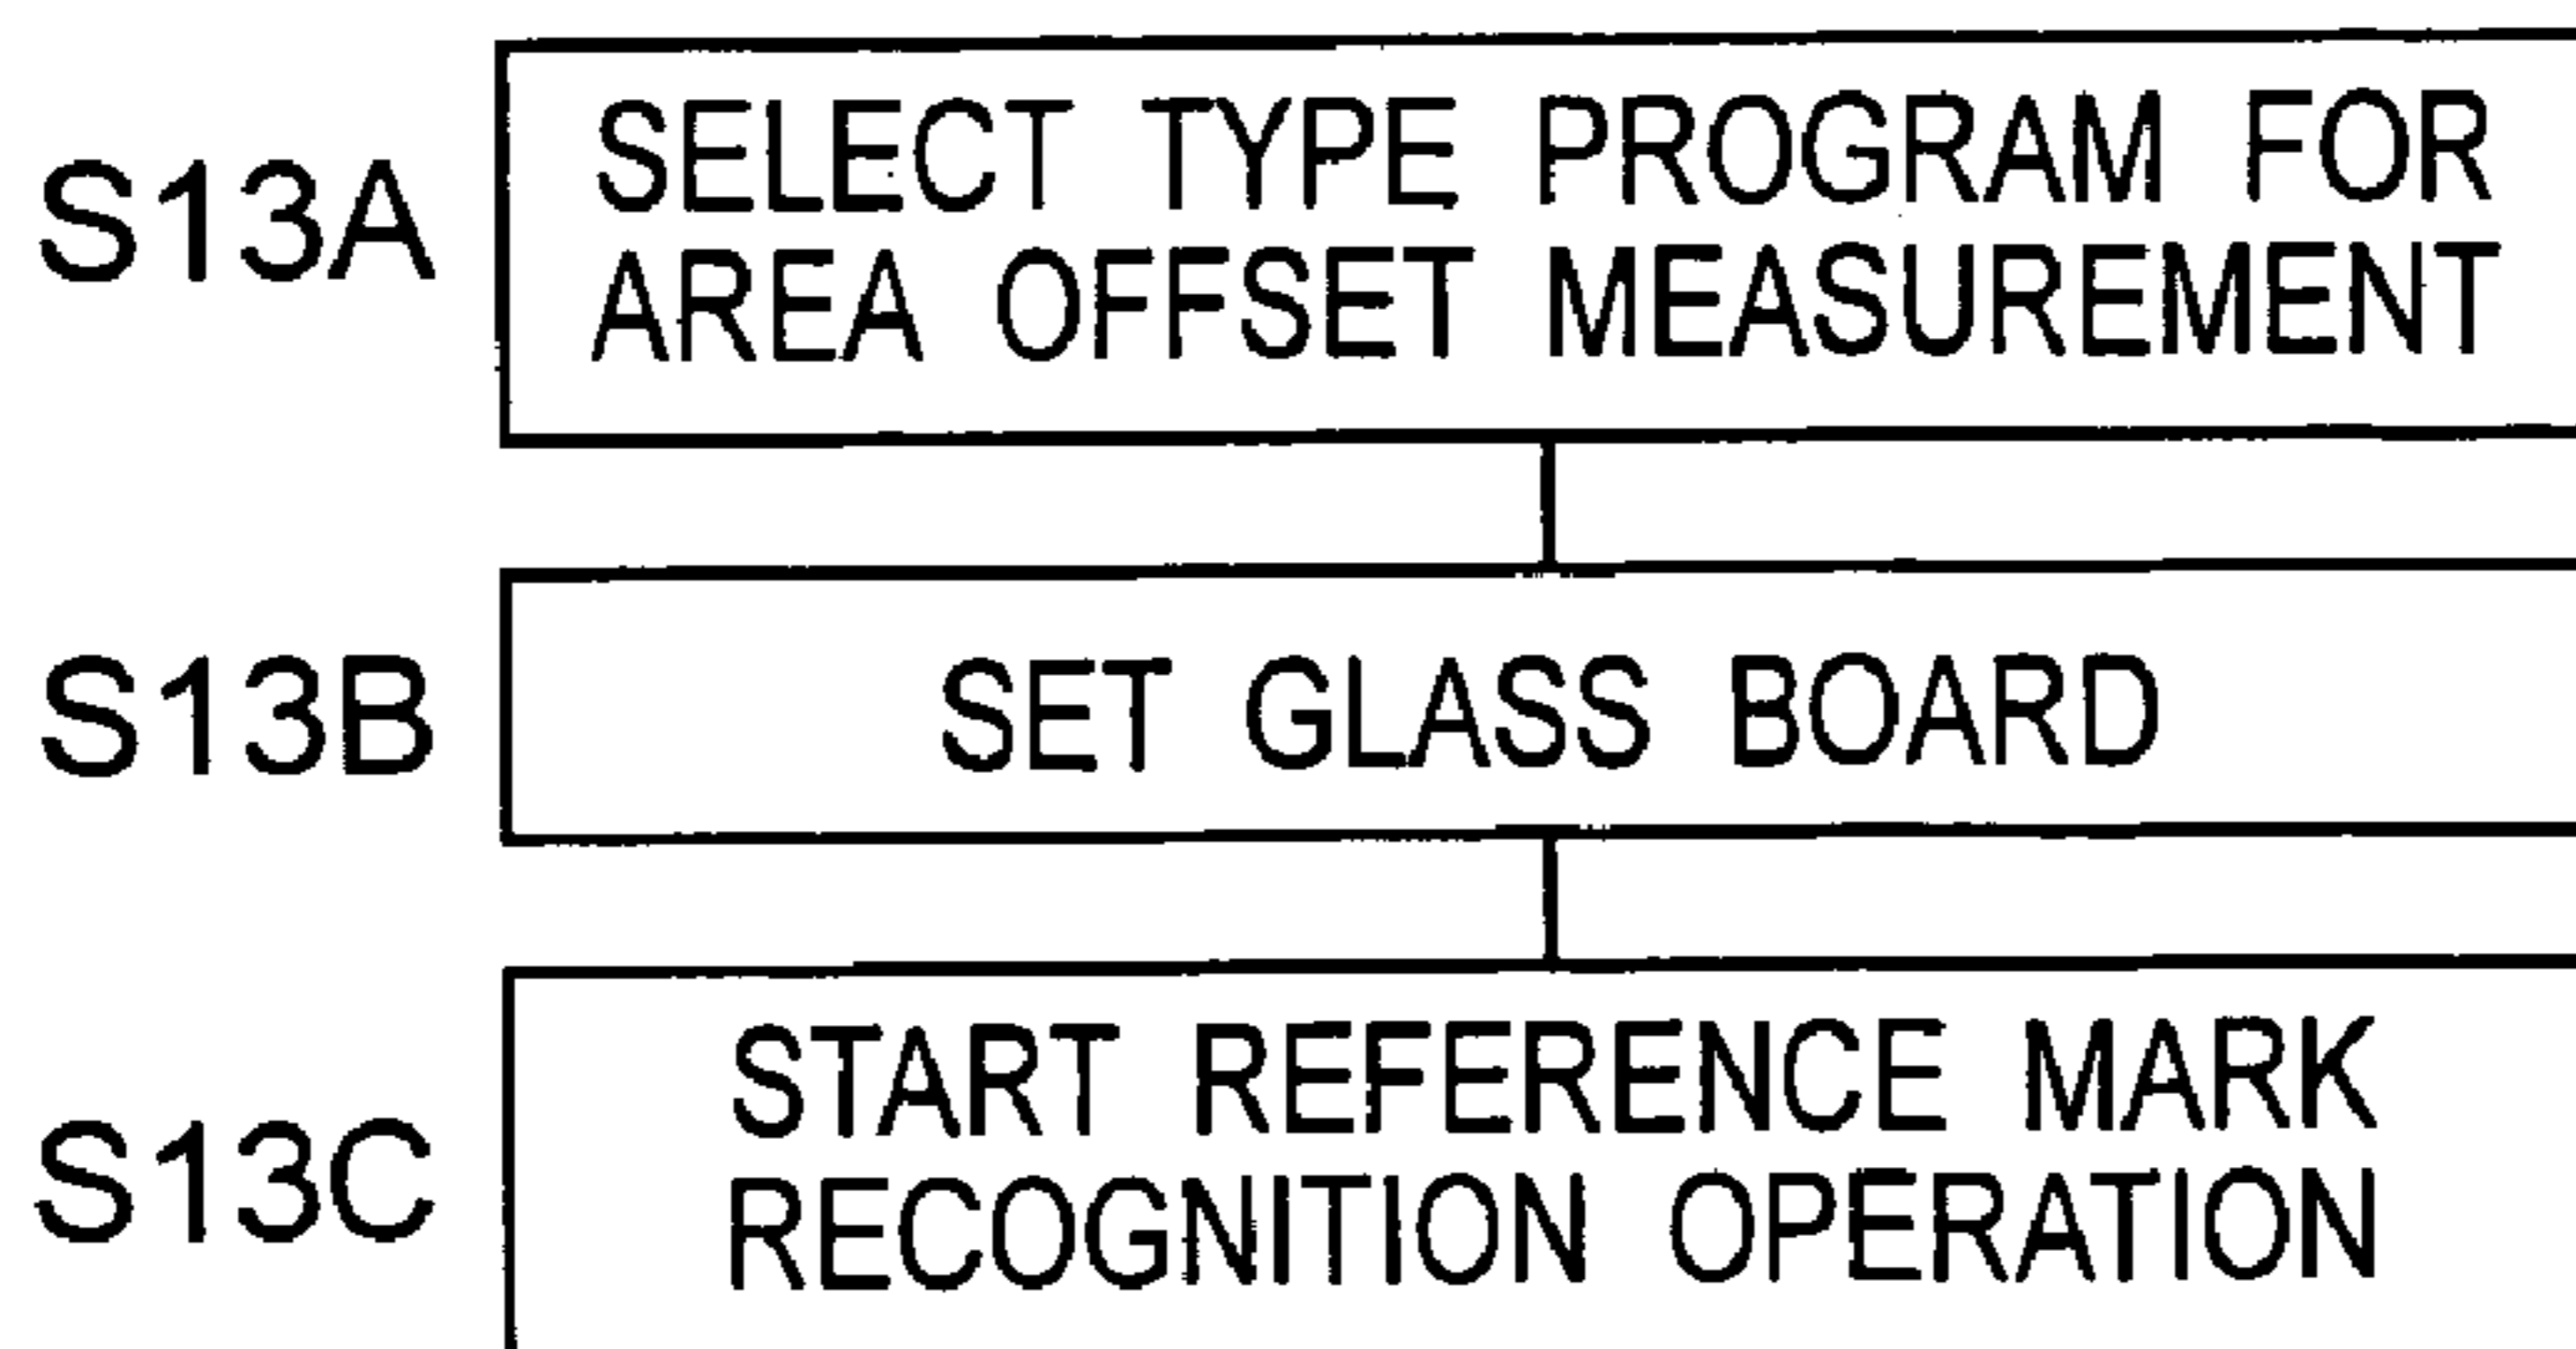 S13A
SELECT TYPE PROGRAM FOR
AREA OFFSET MEASUREMENT
S13B
SET GLASS BOARD
S13C
START REFERENCE MARK
RECOGNITION OPERATION